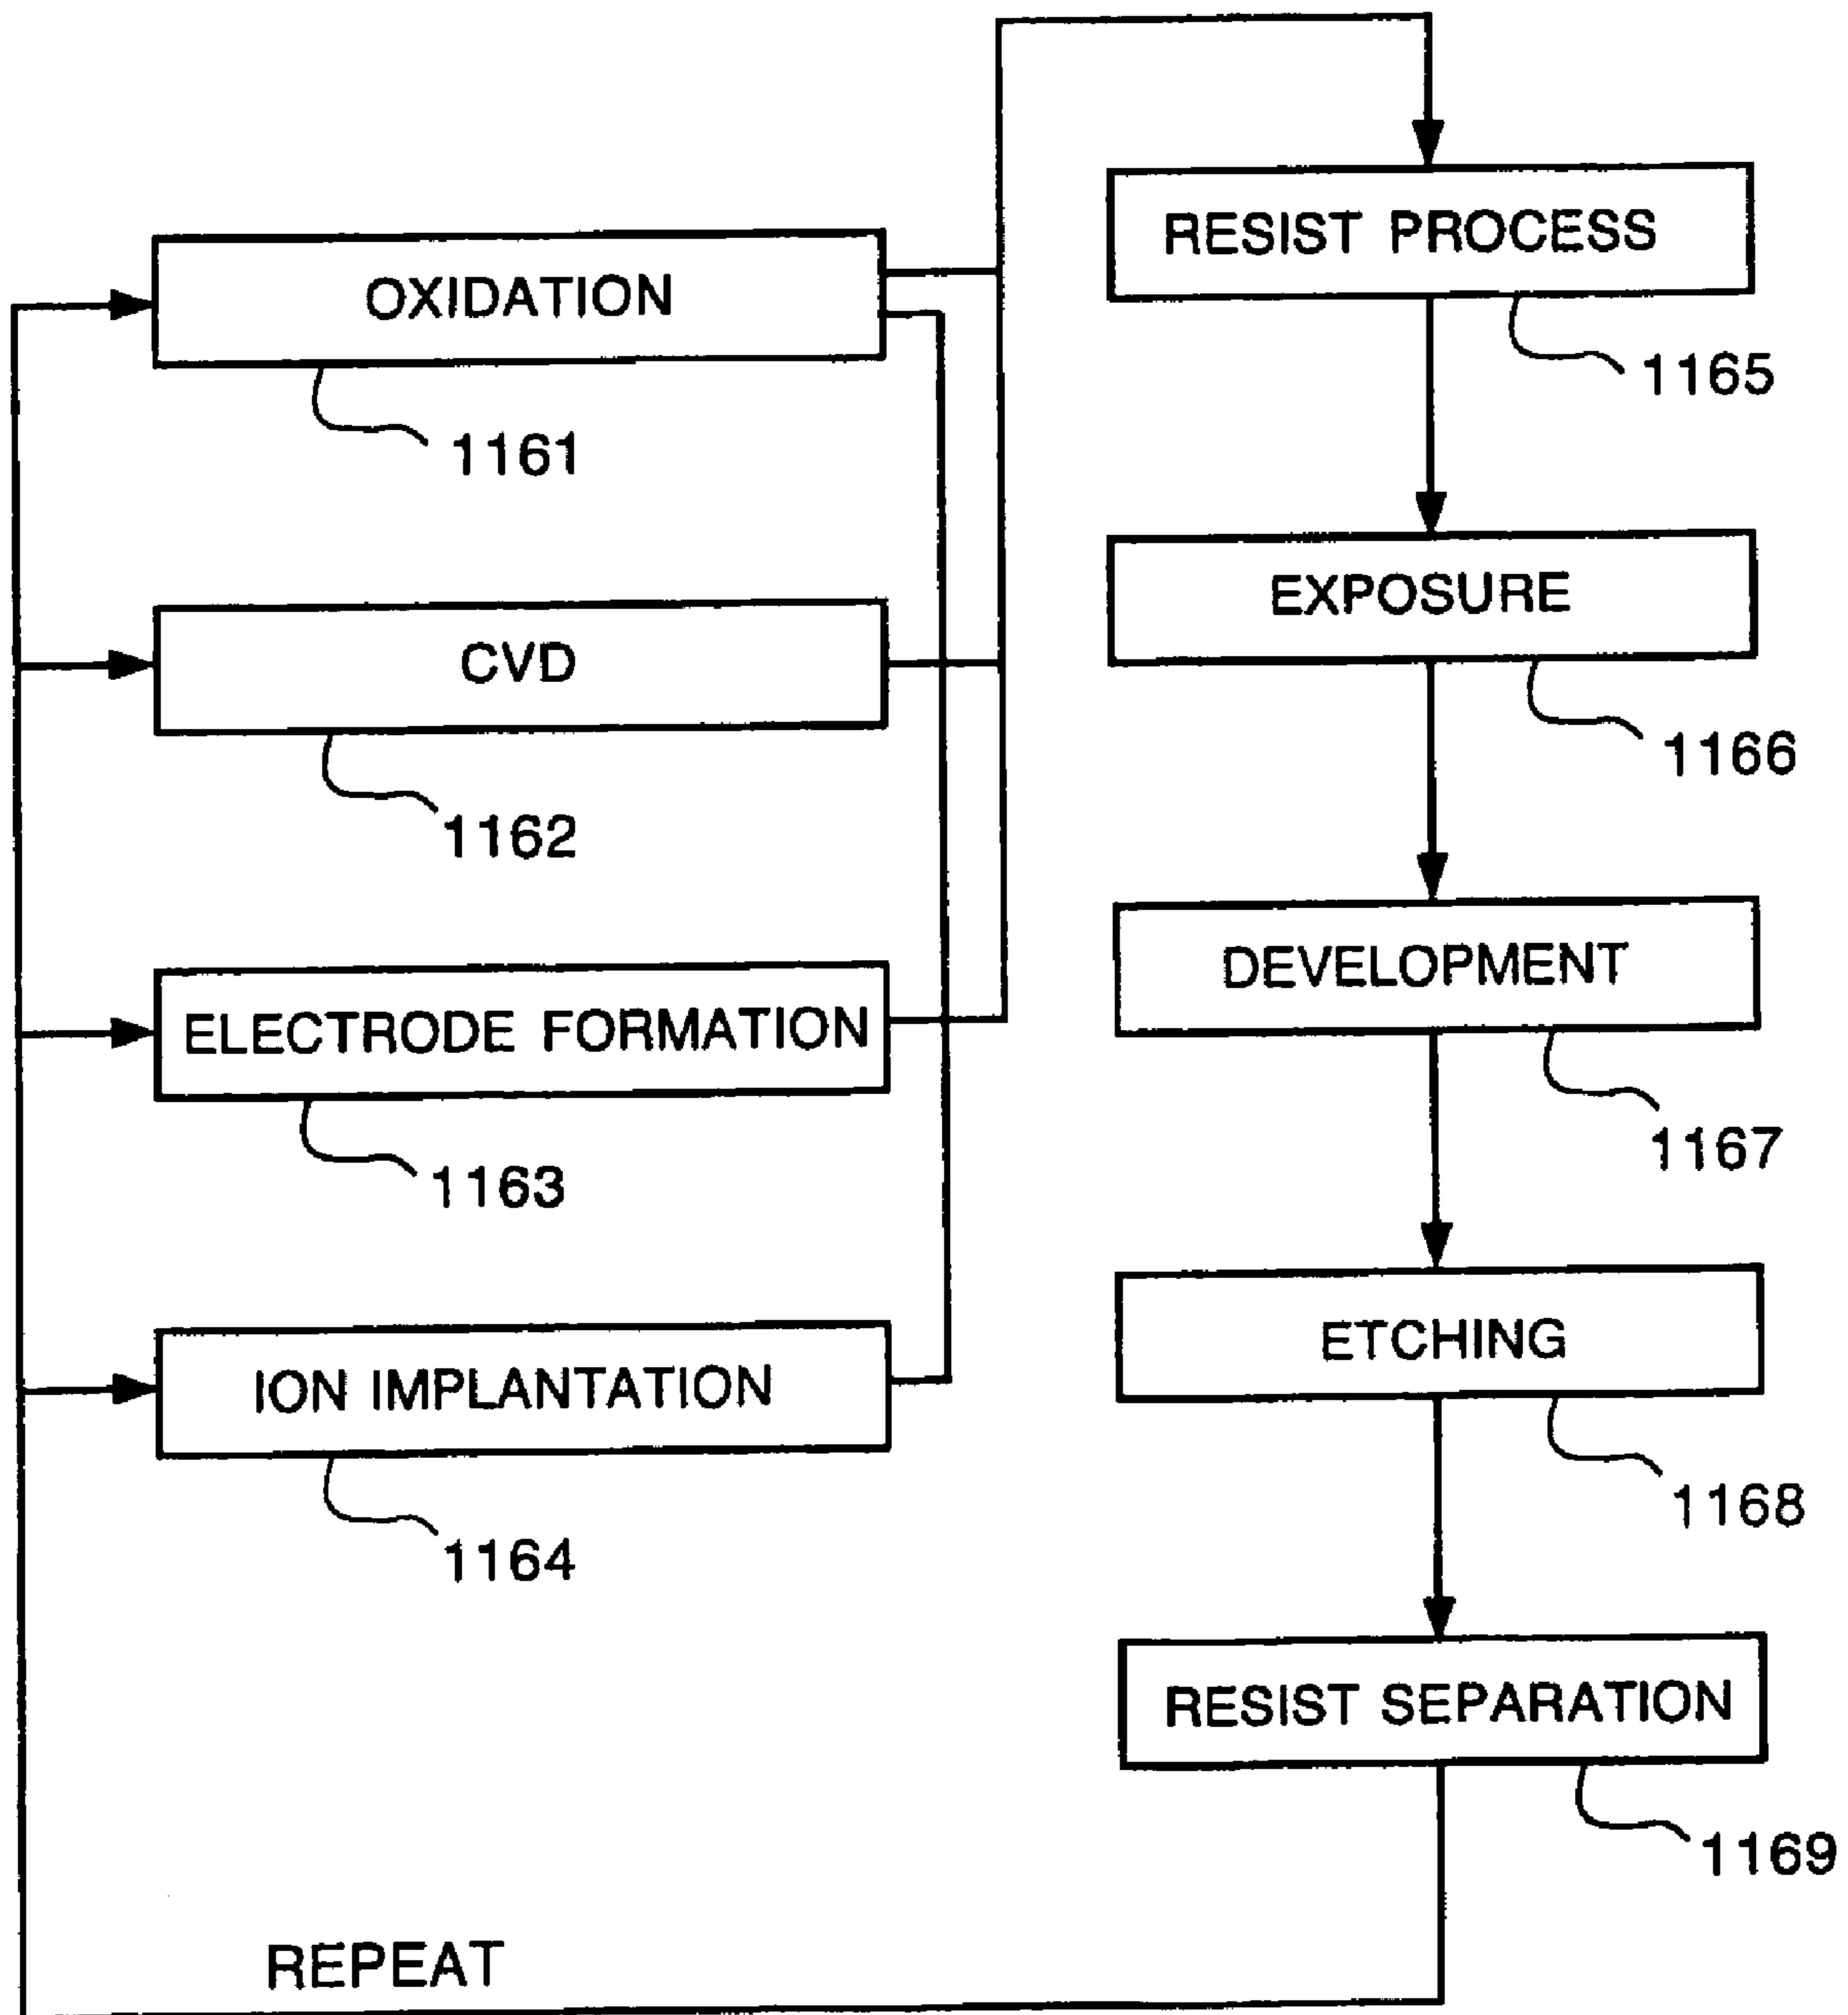 OXIDATION
1161
CVD
1162
ELECTRODE FORMATION
1163
ION IMPLANTATION
1164
RESIST PROCESS
1165
EXPOSURE
1166
DEVELOPMENT
1167
ETCHING
1168
RESIST SEPARATION
1169
REPEAT